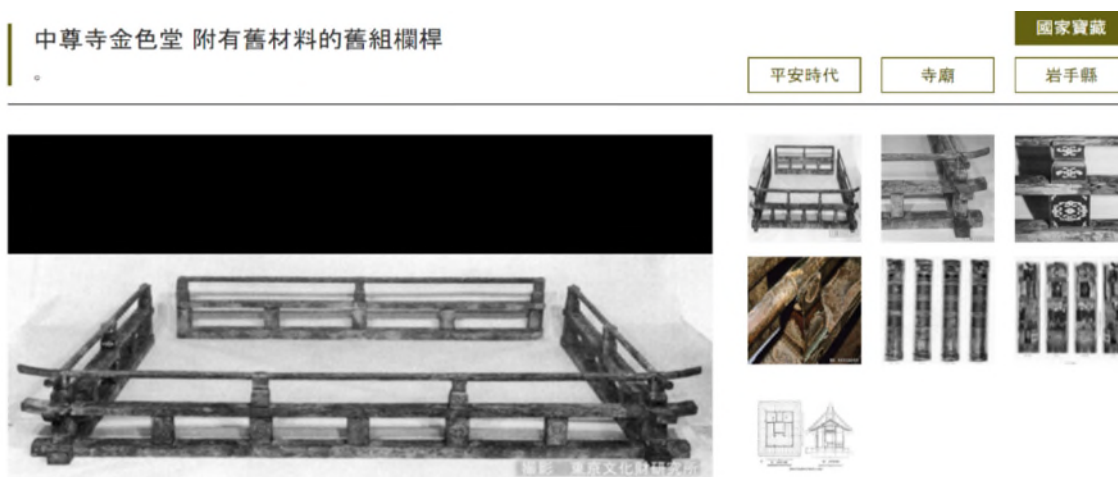 中尊寺金色堂 附有舊材料的舊組欄桿
。
國家寶藏
平安時代
寺廟
岩手縣
撮影 東京文化財研究所